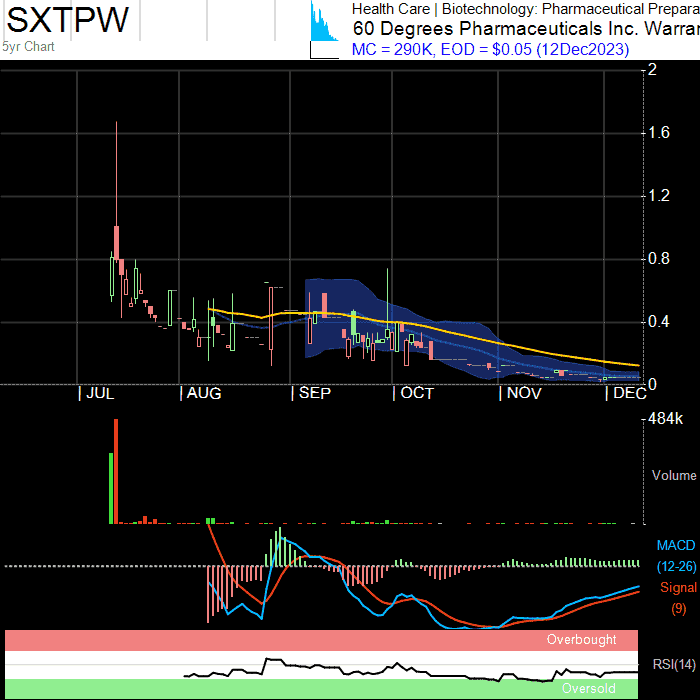 SXTPW
5yr Chart
Health Care | Biotechnology: Pharmaceutical Prepara
60 Degrees Pharmaceuticals Inc. Warran
MC = 290K, EOD = $0.05 (12Dec2023)
2
1.6
1.2
0.8
0.4
0
| JUL | AUG | SEP | OCT | NOV | DEC
484k
Volume
MACD
(12-26)
Signal
(9)
Overbought
RSI(14)
Oversold